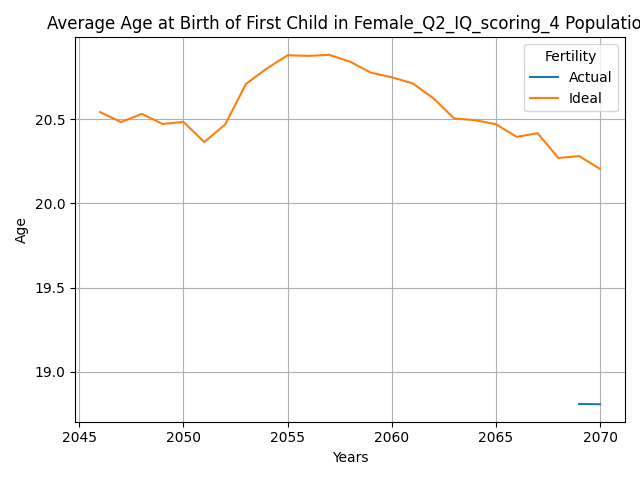 Average Age at Birth of First Child in Female_Q2_IQ_scoring_4 Populatio
Fertility
Actual
Ideal
20.5
20.0
19.5
19.0
Age
2045 2050 2055 2060 2065 2070
Years